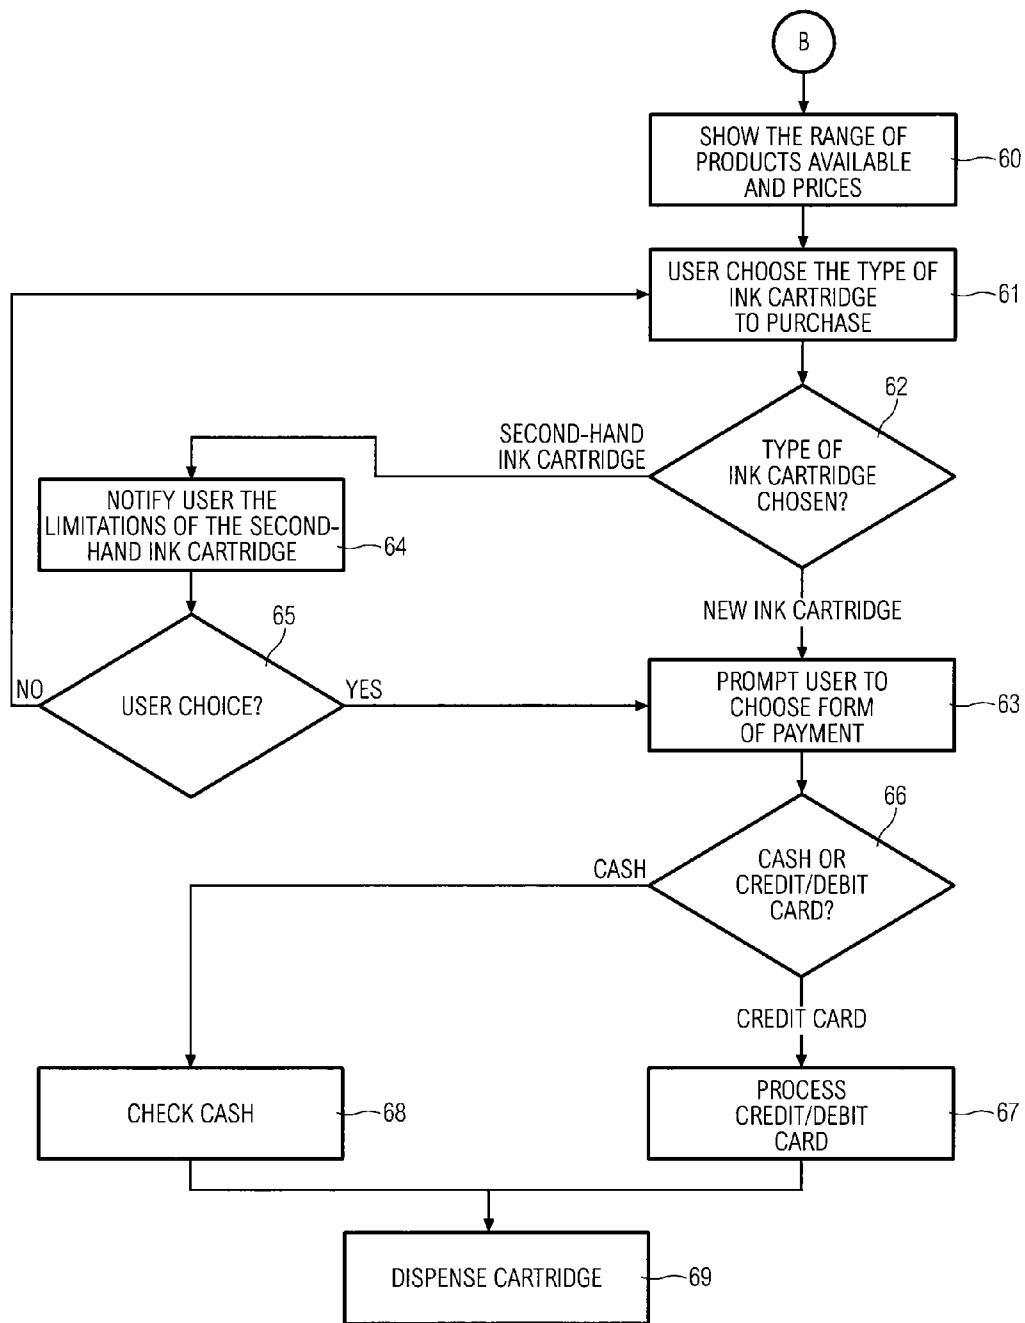 B
SHOW THE RANGE OF
PRODUCTS AVAILABLE
AND PRICES
60
USER CHOOSE THE TYPE OF
INK CARTRIDGE
TO PURCHASE
61
62
TYPE OF
INK CARTRIDGE
CHOSEN?
SECOND-HAND
INK CARTRIDGE
NOTIFY USER THE
LIMITATIONS OF THE SECOND-
HAND INK CARTRIDGE
64
NEW INK CARTRIDGE
65
USER CHOICE?
NO
YES
PROMPT USER TO
CHOOSE FORM
OF PAYMENT
63
66
CASH OR
CREDIT/DEBIT
CARD?
CASH
CREDIT CARD
CHECK CASH
68
PROCESS
CREDIT/DEBIT
CARD
67
DISPENSE CARTRIDGE
69